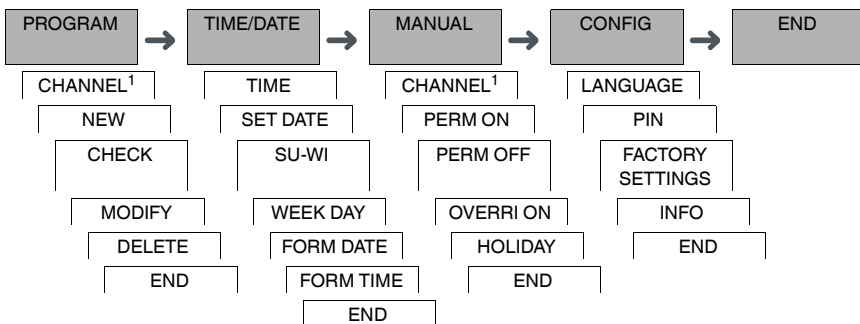 PROGRAM
TIME/DATE
MANUAL
CONFIG
END
CHANNEL¹
NEW
CHECK
MODIFY
DELETE
END
TIME
SET DATE
SU-WI
WEEK DAY
FORM DATE
FORM TIME
END
CHANNEL¹
PERM ON
PERM OFF
OVERRI ON
HOLIDAY
END
LANGUAGE
PIN
FACTORY
SETTINGS
INFO
END